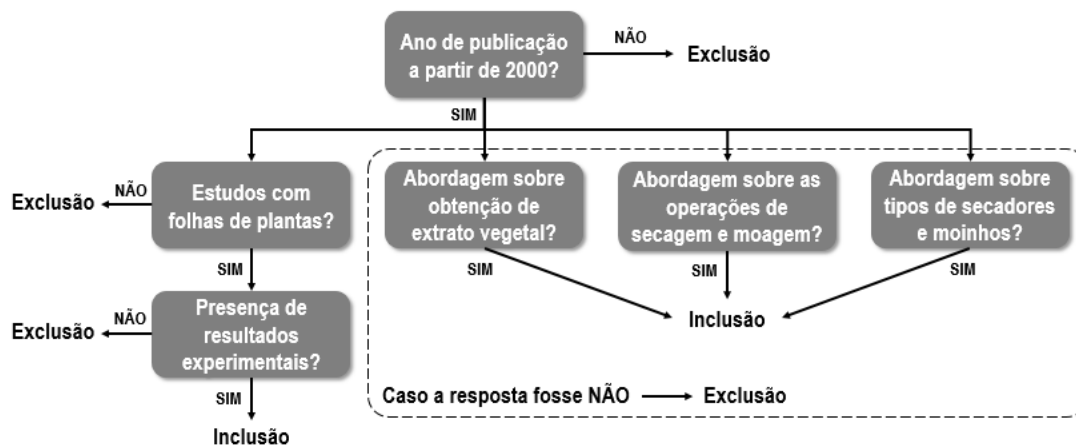 Ano de publicação
a partir de 2000?
NÃO
Exclusão
SIM
Exclusão
NÃO
Estudos com
folhas de plantas?
Abordagem sobre
obtenção de
extrato vegetal?
Abordagem sobre as
operações de
secagem e moagem?
Abordagem sobre
tipos de secadores
e moinhos?
SIM
SIM
SIM
SIM
Exclusão
NÃO
Presença de
resultados
experimentais?
Inclusão
SIM
Inclusão
Caso a resposta fosse NÃO
Exclusão